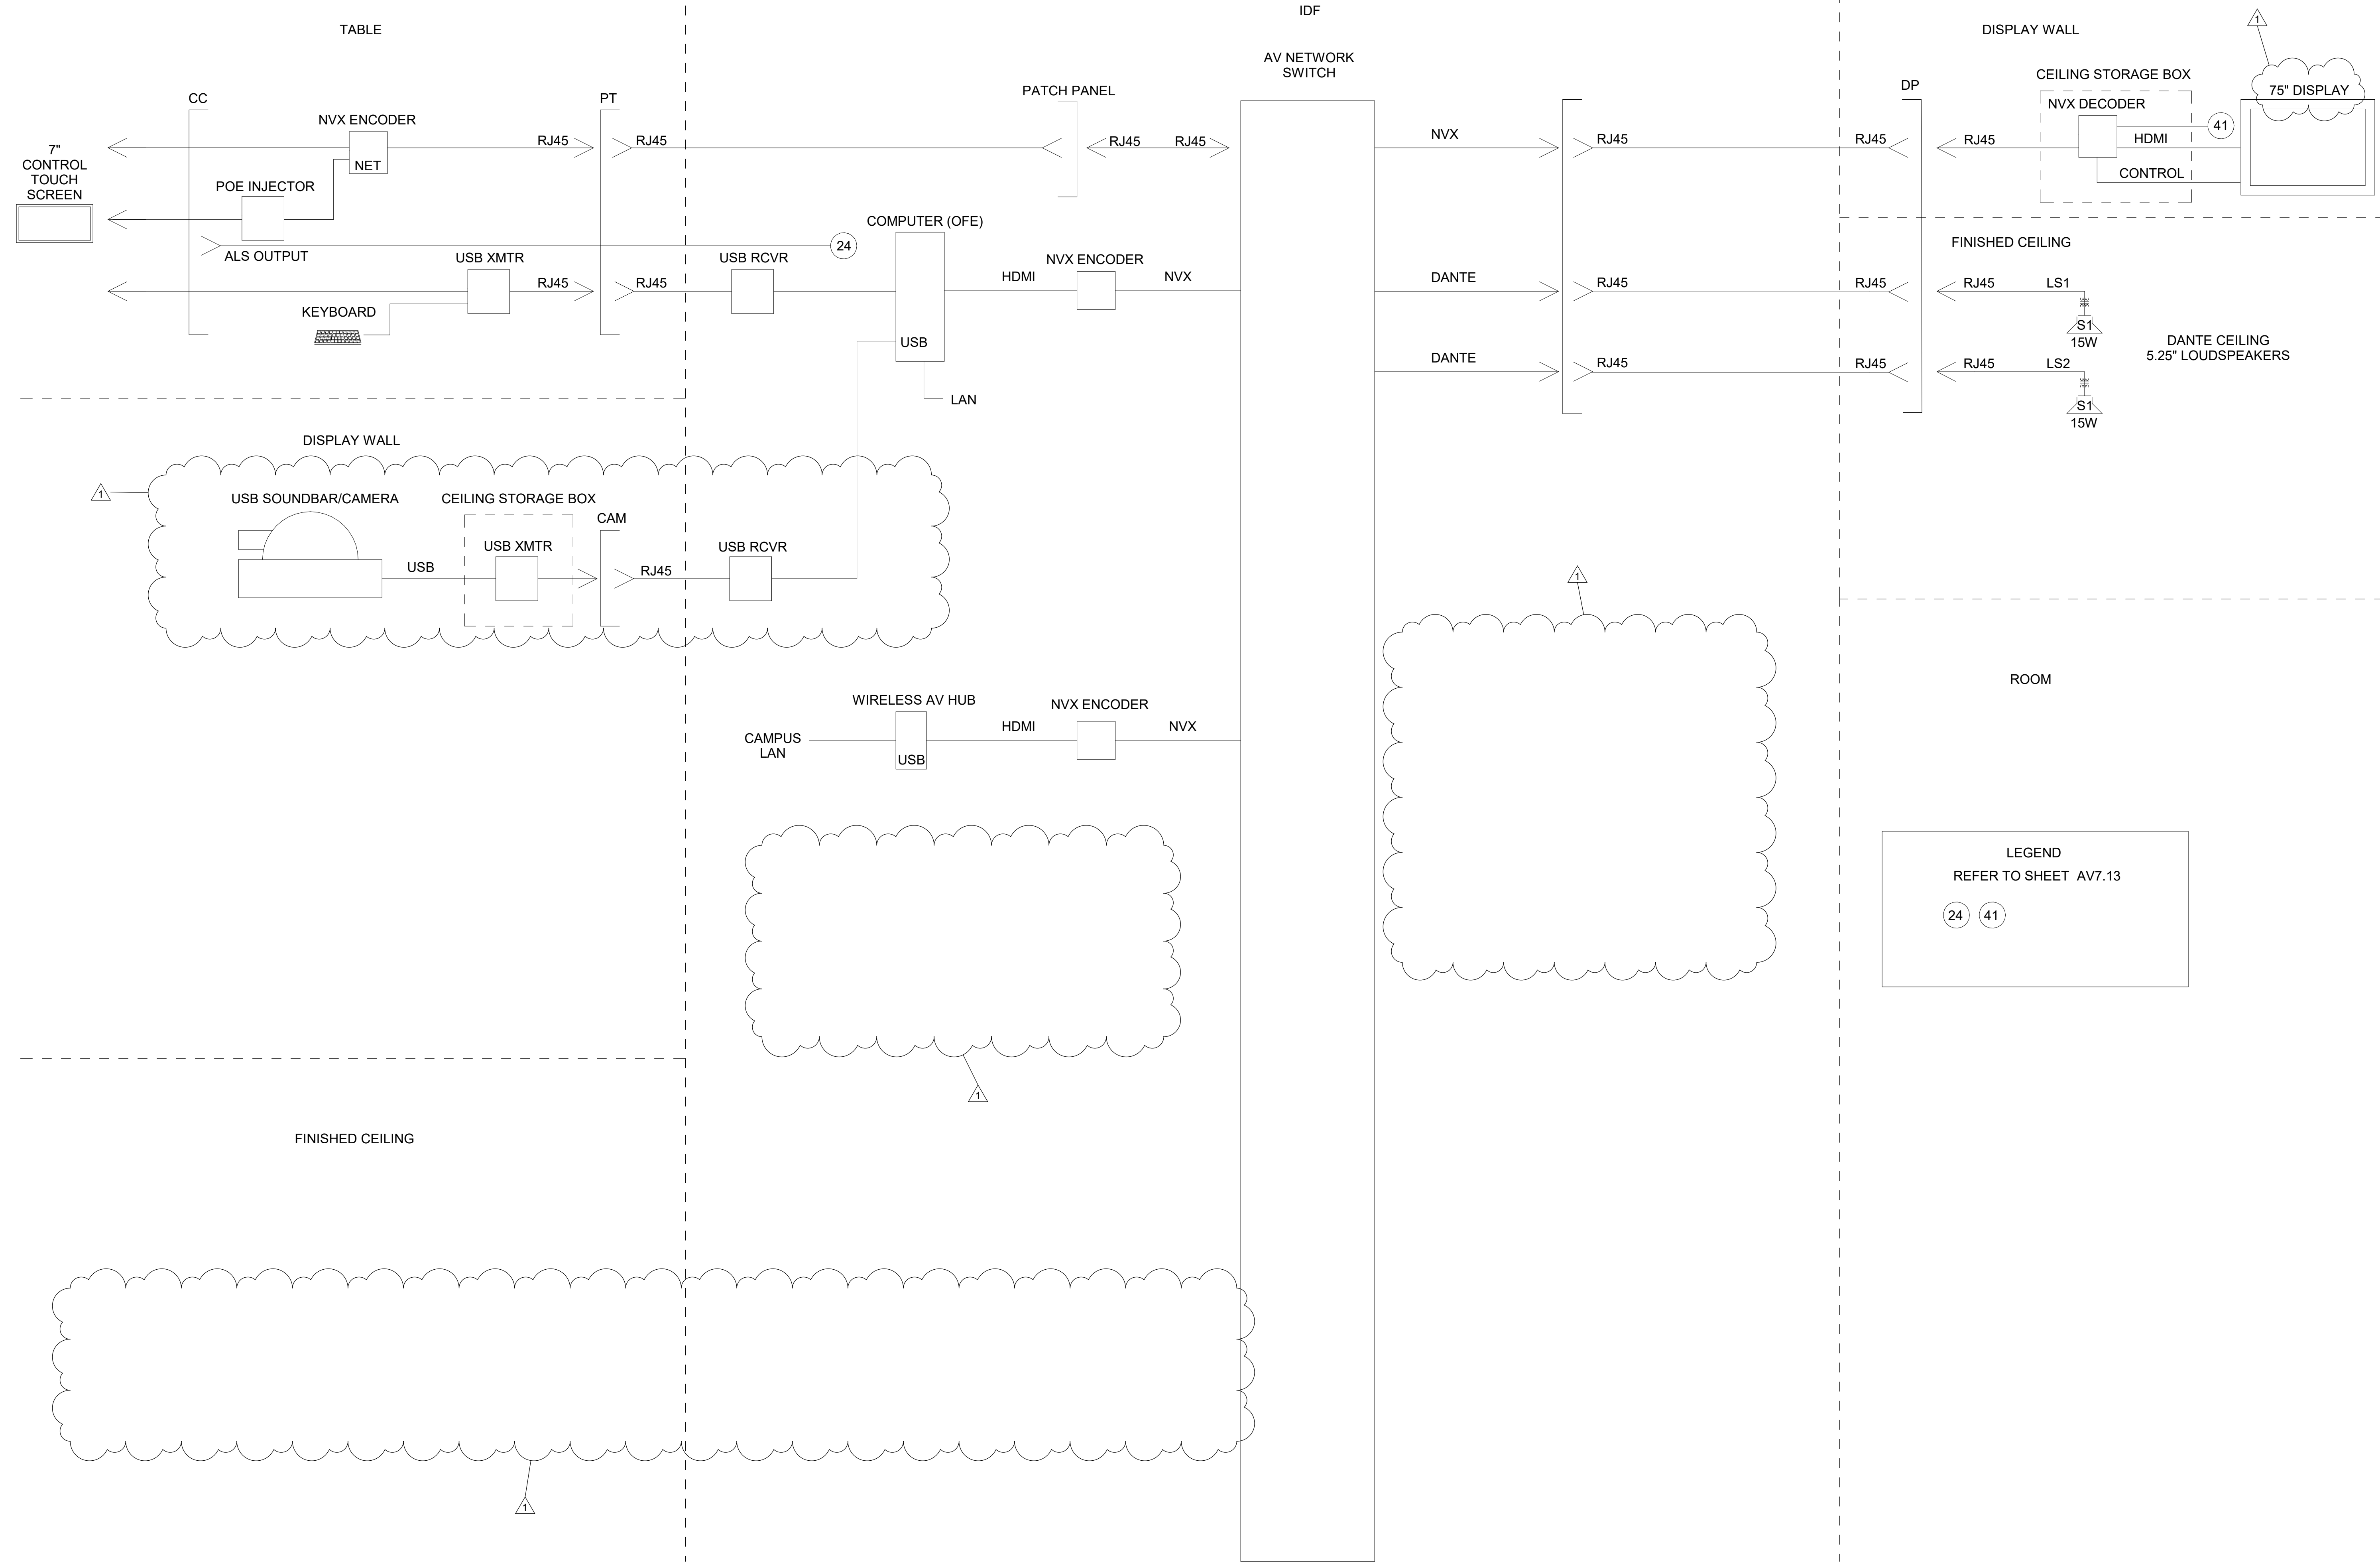 TABLE
IDF
DISPLAY WALL
1
AV NETWORK
SWITCH
CC
PT
PATCH PANEL
DP
CEILING STORAGE BOX
75" DISPLAY
NVX ENCODER
NVX DECODER
7"
CONTROL
TOUCH
SCREEN
NET
RJ45
RJ45
RJ45
RJ45
NVX
RJ45
RJ45
RJ45
HDMI
41
CONTROL
POE INJECTOR
ALS OUTPUT
24
COMPUTER (OFE)
FINISHED CEILING
USB XMTR
RJ45
RJ45
USB RCVR
HDMI
NVX ENCODER
NVX
DANTE
RJ45
RJ45
RJ45
LS1
S1
15W
KEYBOARD
USB
LAN
DANTE
RJ45
RJ45
RJ45
LS2
S1
15W
DANTE CEILING
5.25" LOUDSPEAKERS
DISPLAY WALL
1
USB SOUNDBAR/CAMERA
CEILING STORAGE BOX
CAM
USB
USB XMTR
RJ45
USB RCVR
1
WIRELESS AV HUB
CAMPUS
LAN
USB
HDMI
NVX ENCODER
NVX
ROOM
LEGEND
REFER TO SHEET AV7.13
24 41
1
FINISHED CEILING
1